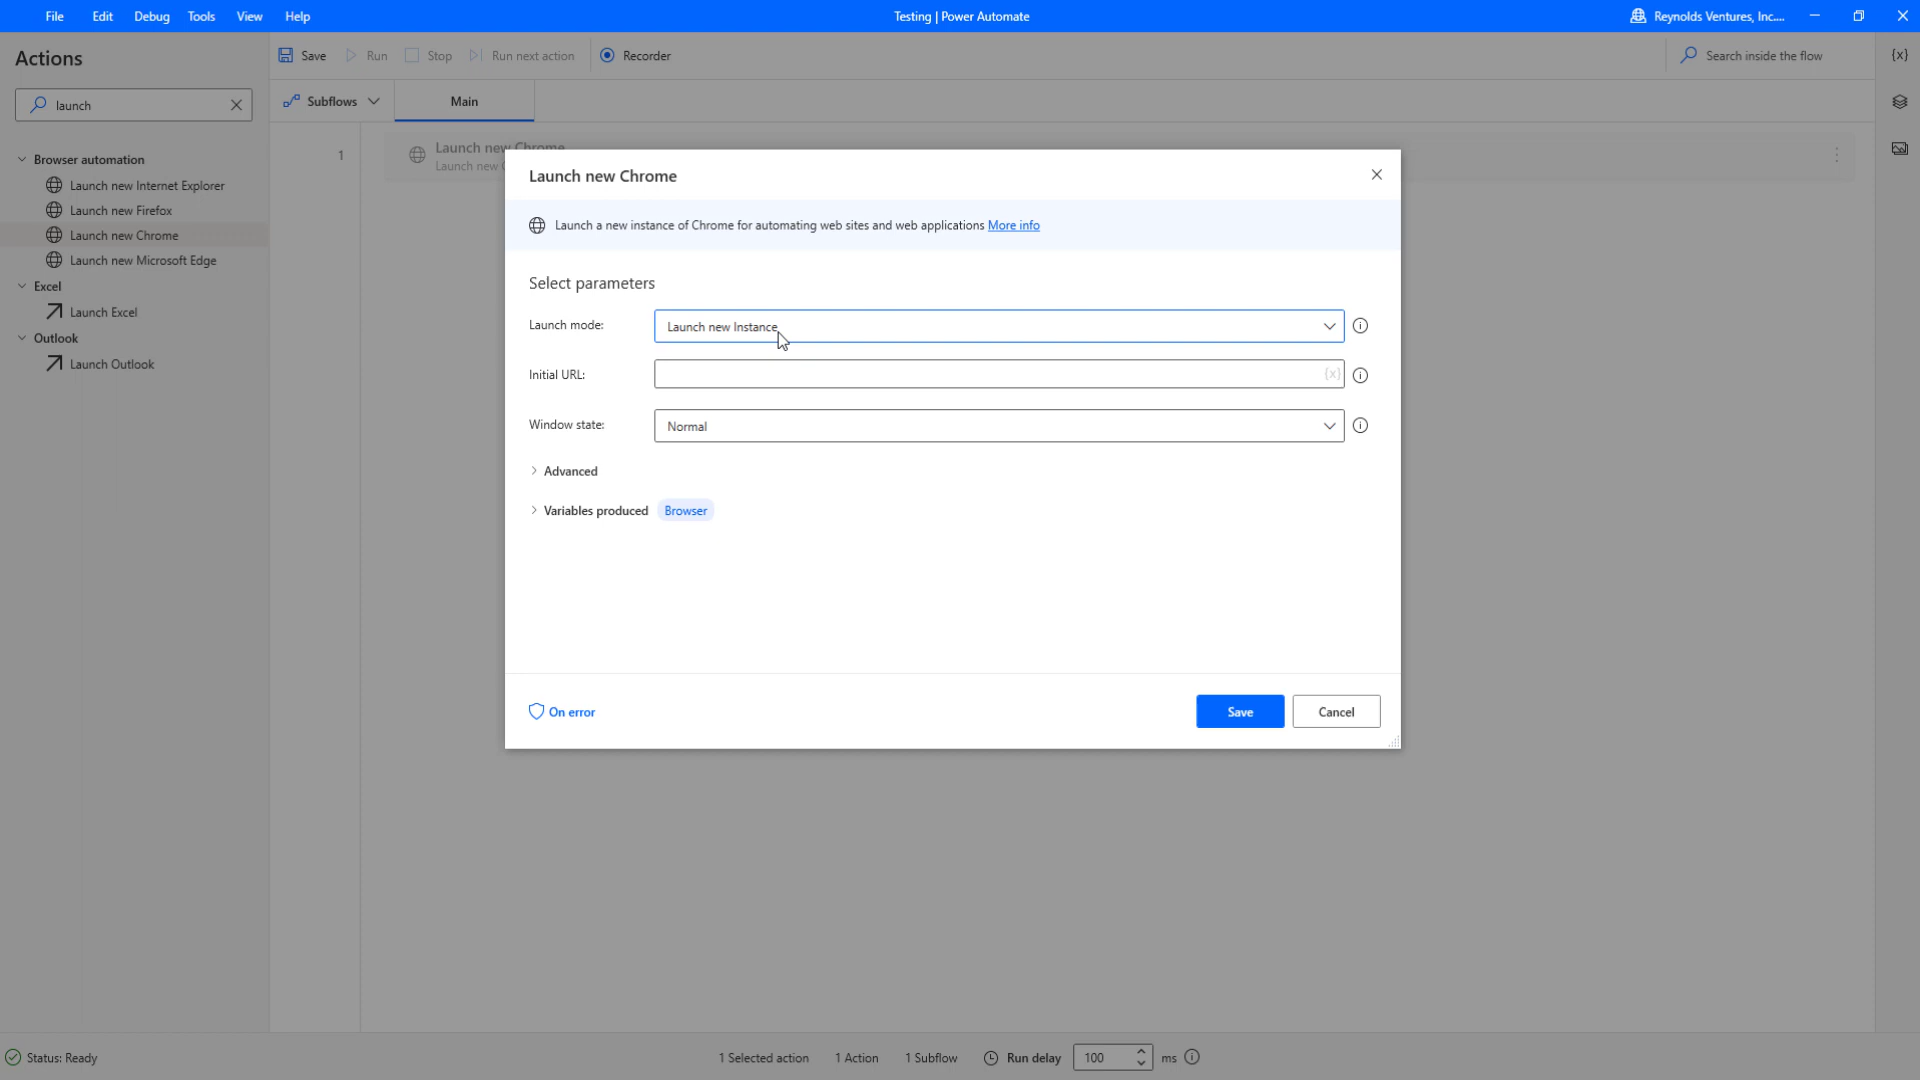 File Edit Debug Tools View Help
Testing | Power Automate
Reynolds Ventures, Inc....
Actions
Save Run Stop Run next action Recorder
Search inside the flow
{x}
launch
Subflows Main
Browser automation
Launch new Internet Explorer
Launch new Firefox
Launch new Chrome
Launch new Microsoft Edge
Excel
Launch Excel
Outlook
Launch Outlook
1
Launch new Chrome
Launch new
Launch new Chrome
Launch a new instance of Chrome for automating web sites and web applications More info
Select parameters
Launch mode: Launch new Instance
Initial URL: {x}
Window state: Normal
Advanced
Variables produced Browser
On error
Save Cancel
Status: Ready
1 Selected action 1 Action 1 Subflow Run delay 100 ms